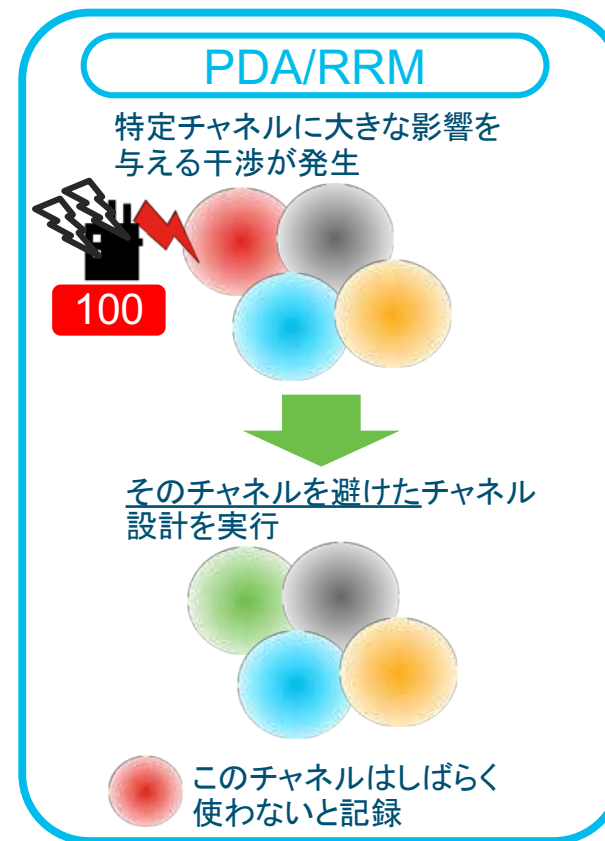 PDA/RRM
特定チャネルに大きな影響を
与える干渉が発生
100
そのチャネルを避けたチャネル
設計を実行
このチャネルはしばらく
使わないと記録